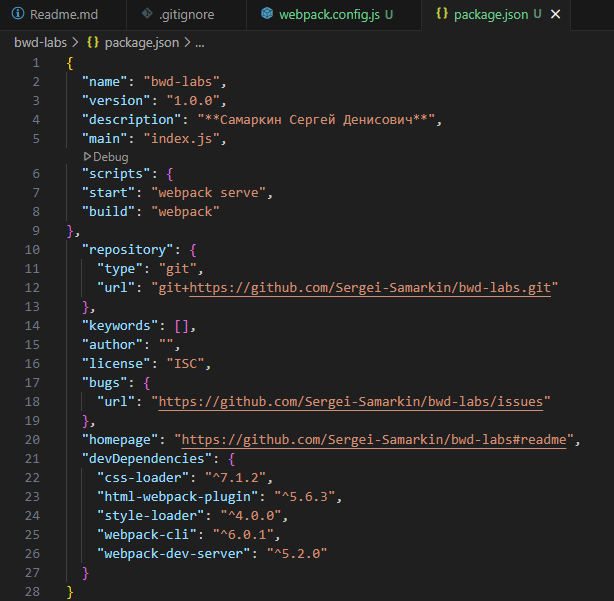 Readme.md .gitignore webpack.config.js U package.json U
bwd-labs > {} package.json > ...
1 {
2 "name": "bwd-labs",
3 "version": "1.0.0",
4 "description": "**Самаркин Сергей Денисович**",
5 "main": "index.js",
Debug
6 "scripts": {
7 "start": "webpack serve",
8 "build": "webpack"
9 },
10 "repository": {
11 "type": "git",
12 "url": "git+https://github.com/Sergei-Samarkin/bwd-labs.git"
13 },
14 "keywords": [],
15 "author": "",
16 "license": "ISC",
17 "bugs": {
18 "url": "https://github.com/Sergei-Samarkin/bwd-labs/issues"
19 },
20 "homepage": "https://github.com/Sergei-Samarkin/bwd-labs#readme",
21 "devDependencies": {
22 "css-loader": "^7.1.2",
23 "html-webpack-plugin": "^5.6.3",
24 "style-loader": "^4.0.0",
25 "webpack-cli": "^6.0.1",
26 "webpack-dev-server": "^5.2.0"
27 }
28 }